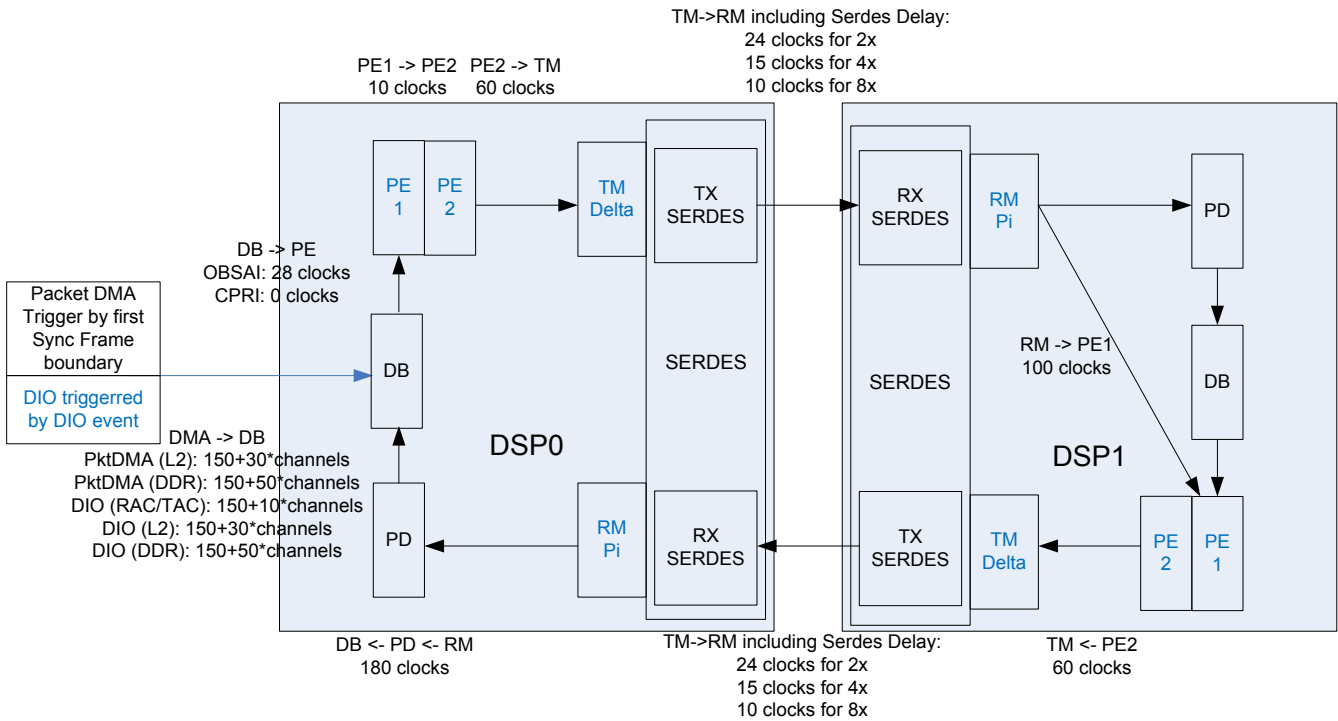 TM->RM including Serdes Delay:
24 clocks for 2x
15 clocks for 4x
10 clocks for 8x
PE1 -> PE2
10 clocks
PE2 -> TM
60 clocks
PE
1
PE
2
TM
Delta
TX
SERDES
RX
SERDES
RM
Pi
PD
DB -> PE
OBSAI: 28 clocks
CPRI: 0 clocks
Packet DMA
Trigger by first
Sync Frame
boundary
DIO triggerred
by DIO event
DB
SERDES
SERDES
RM -> PE1
100 clocks
DB
DSP0
DSP1
DMA -> DB
PktDMA (L2): 150+30*channels
PktDMA (DDR): 150+50*channels
DIO (RAC/TAC): 150+10*channels
DIO (L2): 150+30*channels
DIO (DDR): 150+50*channels
PD
RM
Pi
RX
SERDES
TX
SERDES
TM
Delta
PE
2
PE
1
DB <- PD <- RM
180 clocks
TM->RM including Serdes Delay:
24 clocks for 2x
15 clocks for 4x
10 clocks for 8x
TM <- PE2
60 clocks